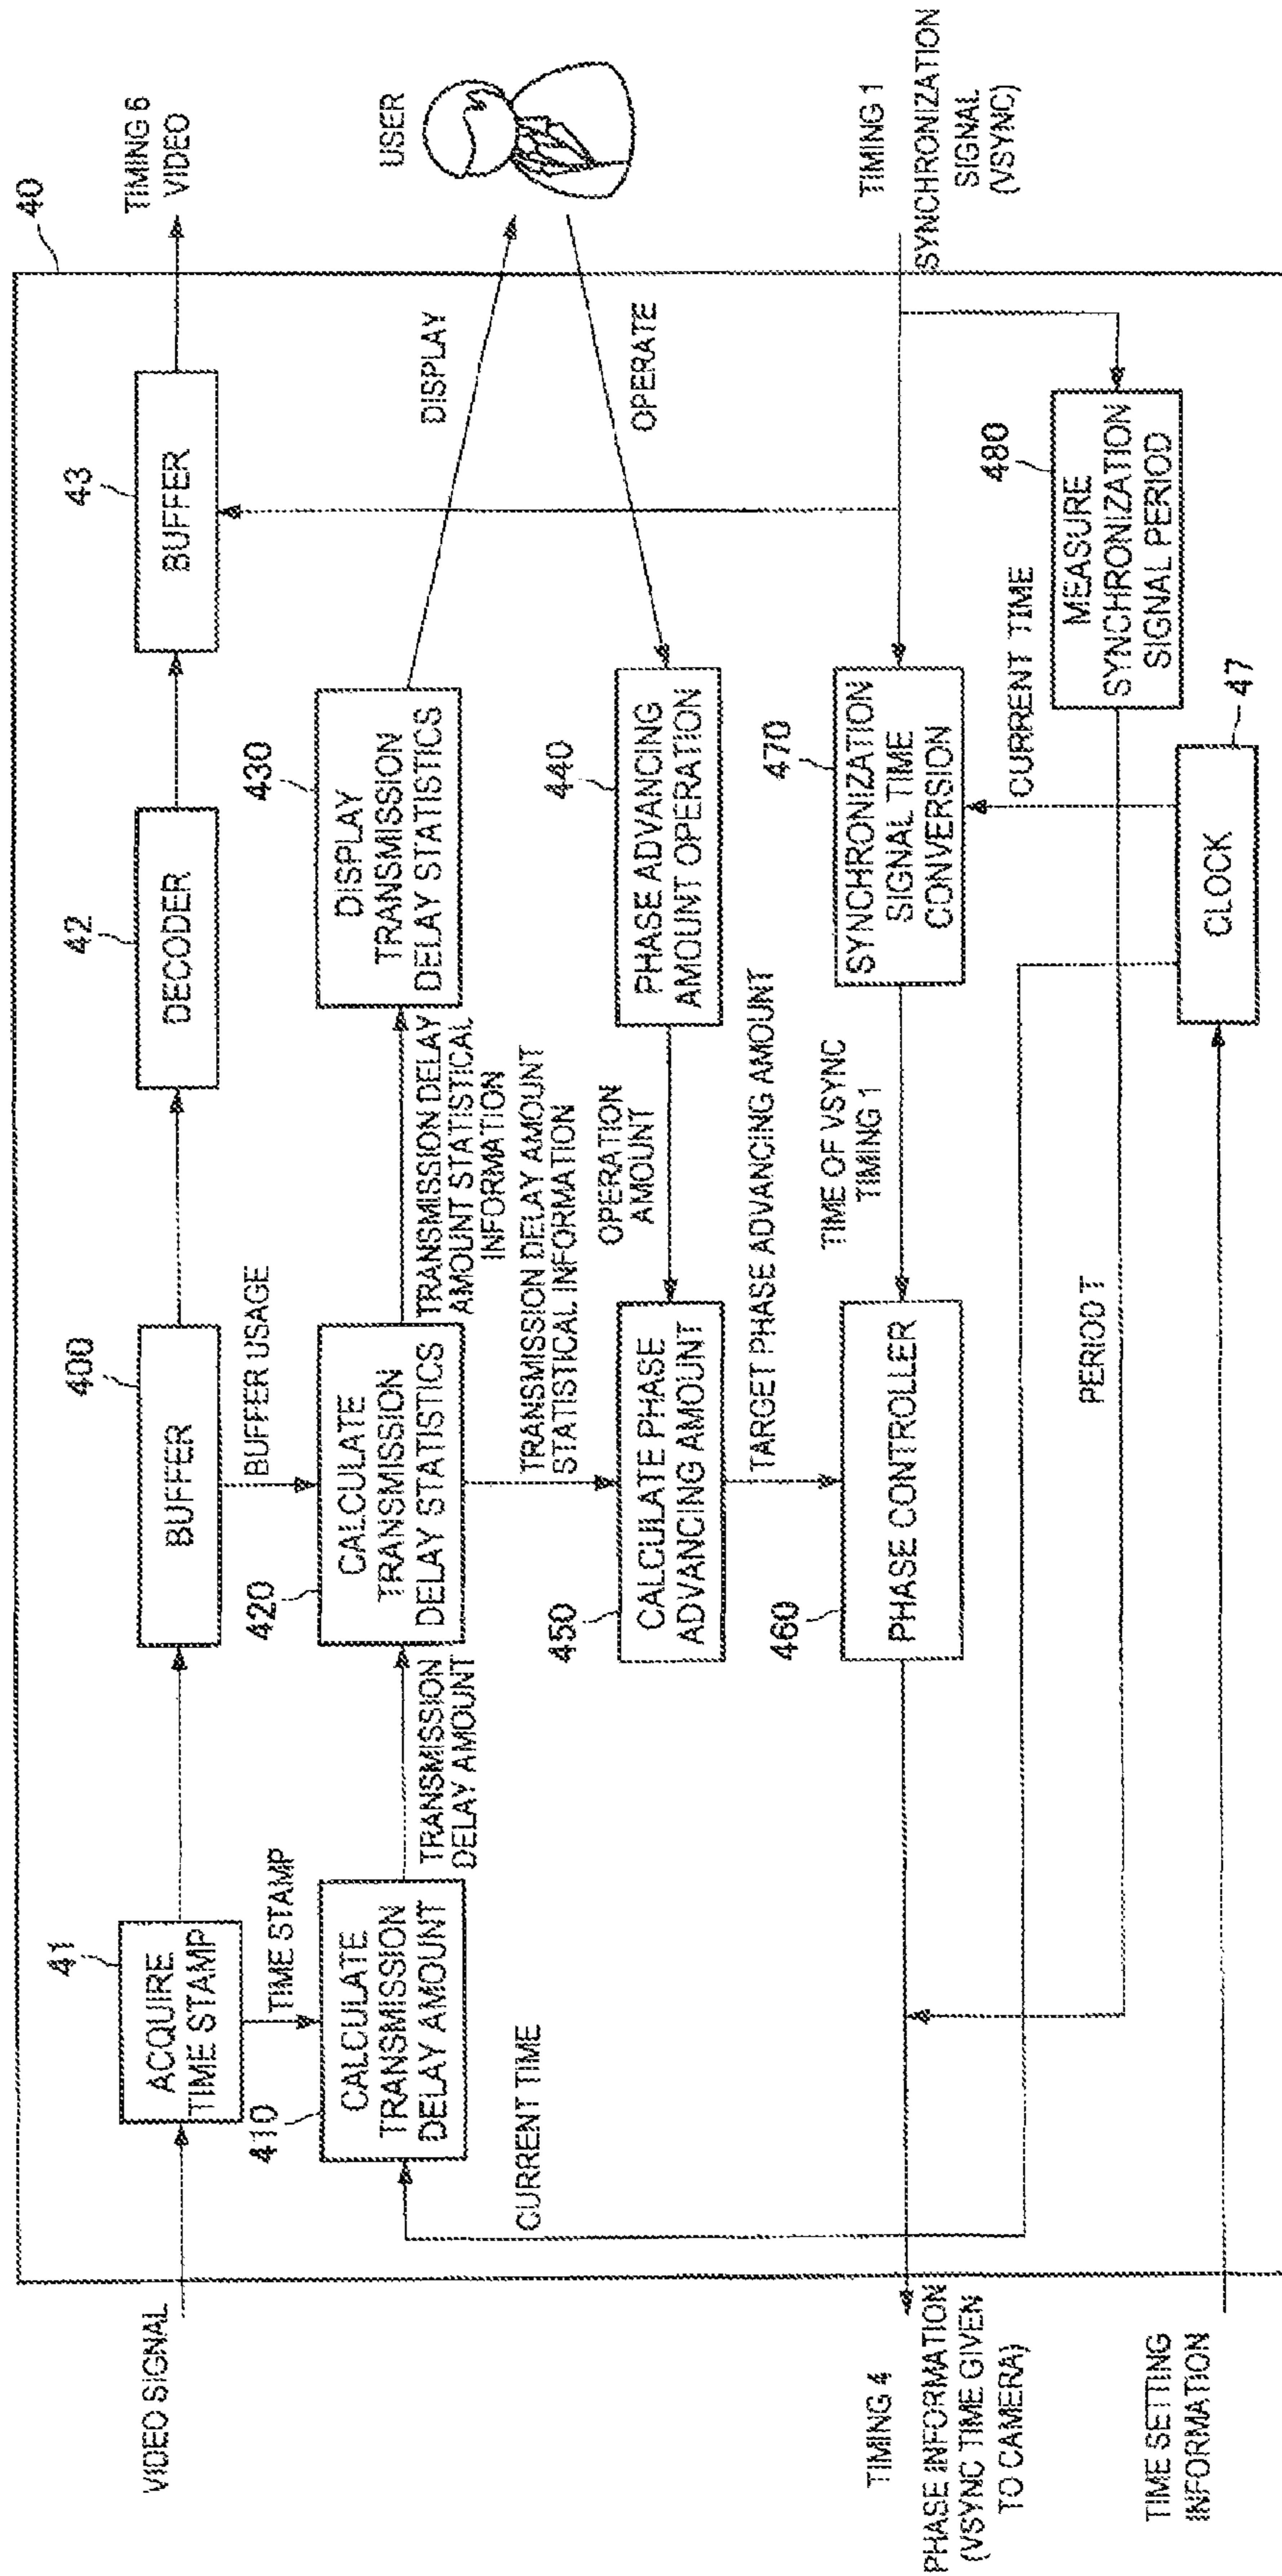 40
VIDEO SIGNAL
41
ACQUIRE
TIME STAMP
400
BUFFER
42
DECODER
43
BUFFER
TIMING 6
VIDEO
TIME STAMP
BUFFER USAGE
410
CALCULATE
TRANSMISSION
DELAY AMOUNT
TRANSMISSION
DELAY AMOUNT
420
CALCULATE
TRANSMISSION
DELAY STATISTICS
TRANSMISSION DELAY
AMOUNT STATISTICAL
INFORMATION
430
DISPLAY
TRANSMISSION
DELAY STATISTICS
DISPLAY
USER
CURRENT TIME
TRANSMISSION DELAY AMOUNT
STATISTICAL INFORMATION
OPERATE
450
CALCULATE PHASE
ADVANCING AMOUNT
OPERATION
AMOUNT
440
PHASE ADVANCING
AMOUNT OPERATION
TARGET PHASE ADVANCING AMOUNT
TIMING 4
PHASE INFORMATION
(VSYNC TIME GIVEN
TO CAMERA)
460
PHASE CONTROLLER
TIME OF VSYNC
TIMING 1
470
SYNCHRONIZATION
SIGNAL TIME
CONVERSION
TIMING 1
SYNCHRONIZATION
SIGNAL
(VSYNC)
CURRENT TIME
480
MEASURE
SYNCHRONIZATION
SIGNAL PERIOD
PERIOD T
TIME SETTING
INFORMATION
47
CLOCK